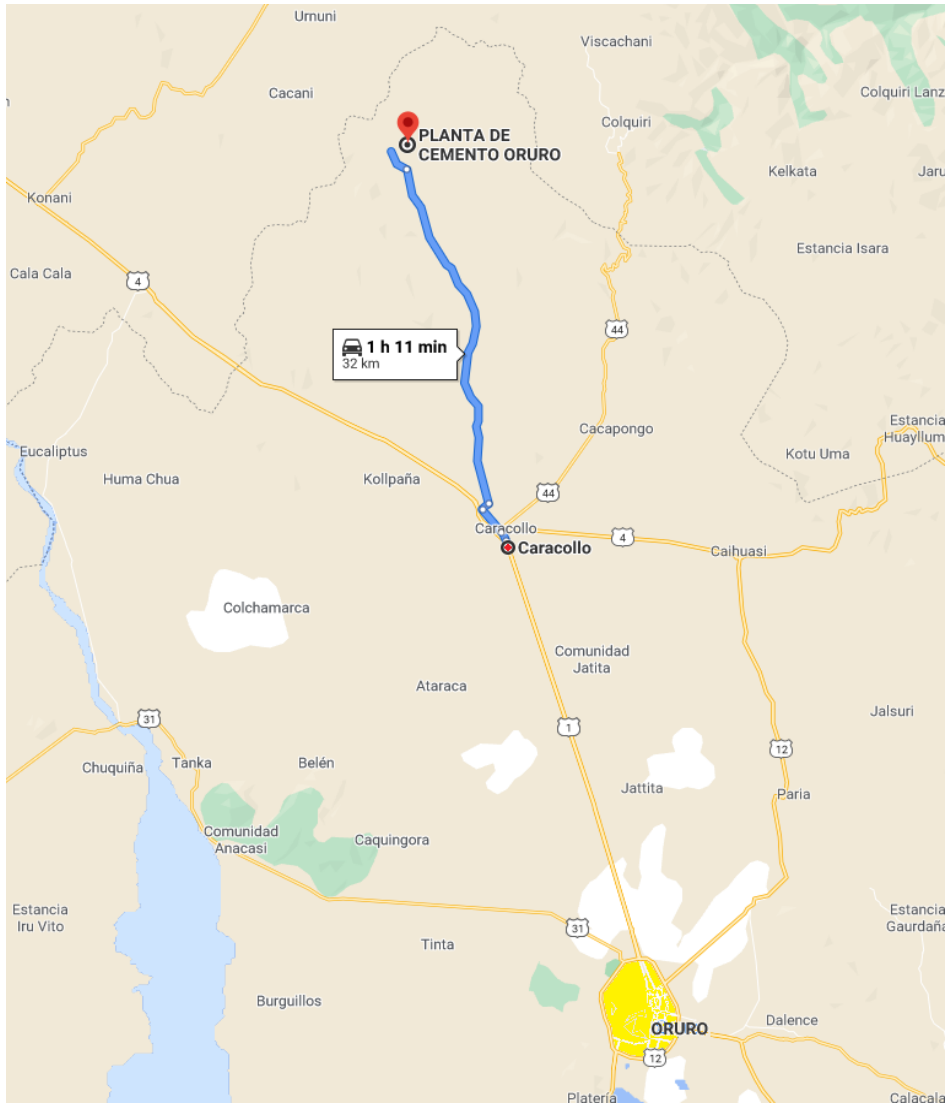 Urnuni
Viscachani
Cacani
Colquiri Lanz
Colquiri
PLANTA DE
CEMENTO ORURO
Kelkata
Jaru
Konani
Estancia Isara
Cala Cala
4
44
1 h 11 min
32 km
Estancia
Huayllum
Cacapongo
Eucaliptus
Kotu Uma
Huma Chua
Kollpaña
44
Caracollo
4
Caracollo
Caihuasi
Colchamarca
Comunidad
Jatita
Ataraca
Jalsuri
31
1
12
Chuquiña
Tanka
Belén
Jattita
Paria
Comunidad
Anacasi
Caquingora
Estancia
Iru Vito
Estancia
Gaurdaña
31
Tinta
Burguillos
ORURO
Dalence
12
Platería
Calacala